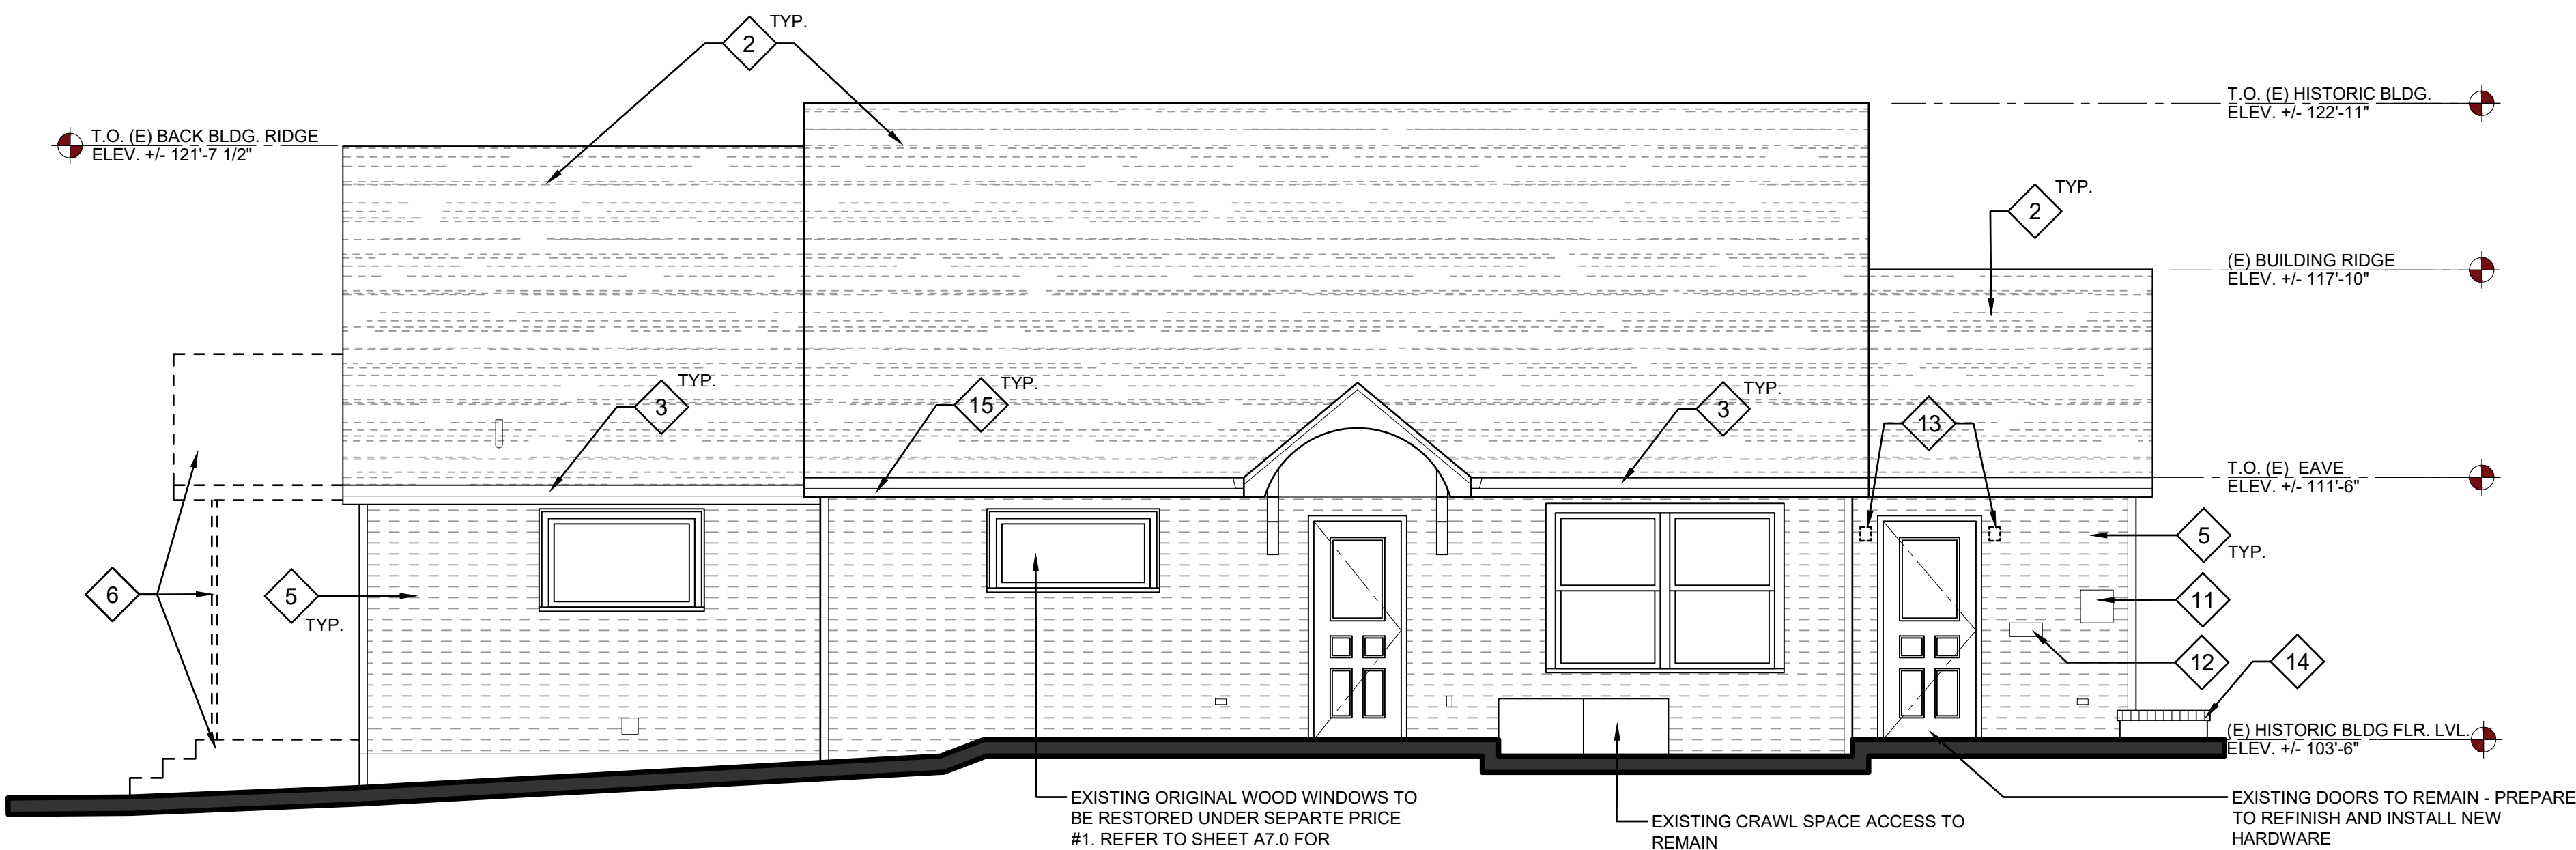 2
TYP.
T.O. (E) HISTORIC BLDG.
ELEV. +/- 122'-11"
T.O. (E) BACK BLDG. RIDGE
ELEV. +/- 121'-7 1/2"
2
TYP.
(E) BUILDING RIDGE
ELEV. +/- 117'-10"
3
TYP.
15
TYP.
3
TYP.
13
T.O. (E) EAVE
ELEV. +/- 111'-6"
5
TYP.
6
5
TYP.
11
12
14
(E) HISTORIC BLDG FLR. LVL.
ELEV. +/- 103'-6"
EXISTING ORIGINAL WOOD WINDOWS TO
BE RESTORED UNDER SEPARTE PRICE
#1. REFER TO SHEET A7.0 FOR
EXISTING CRAWL SPACE ACCESS TO
REMAIN
EXISTING DOORS TO REMAIN - PREPARE
TO REFINISH AND INSTALL NEW
HARDWARE